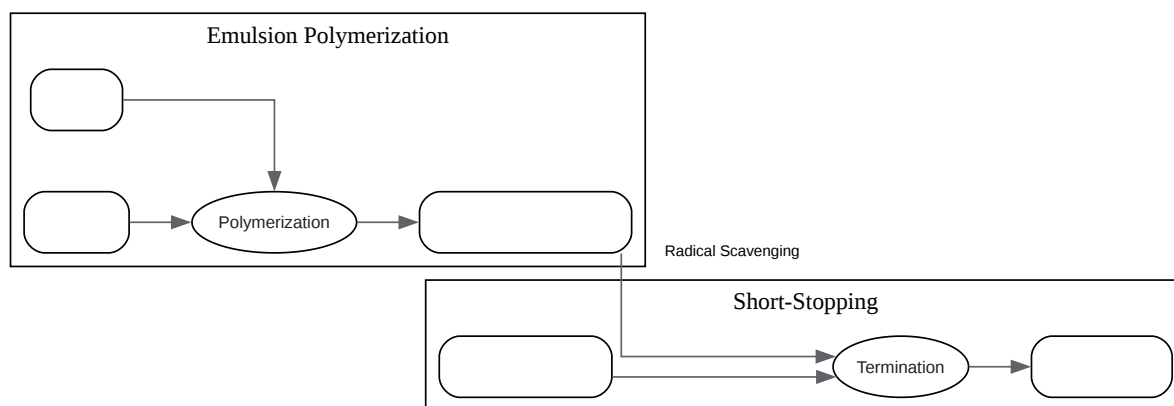 Emulsion Polymerization
Polymerization
Radical Scavenging
Short-Stopping
Termination